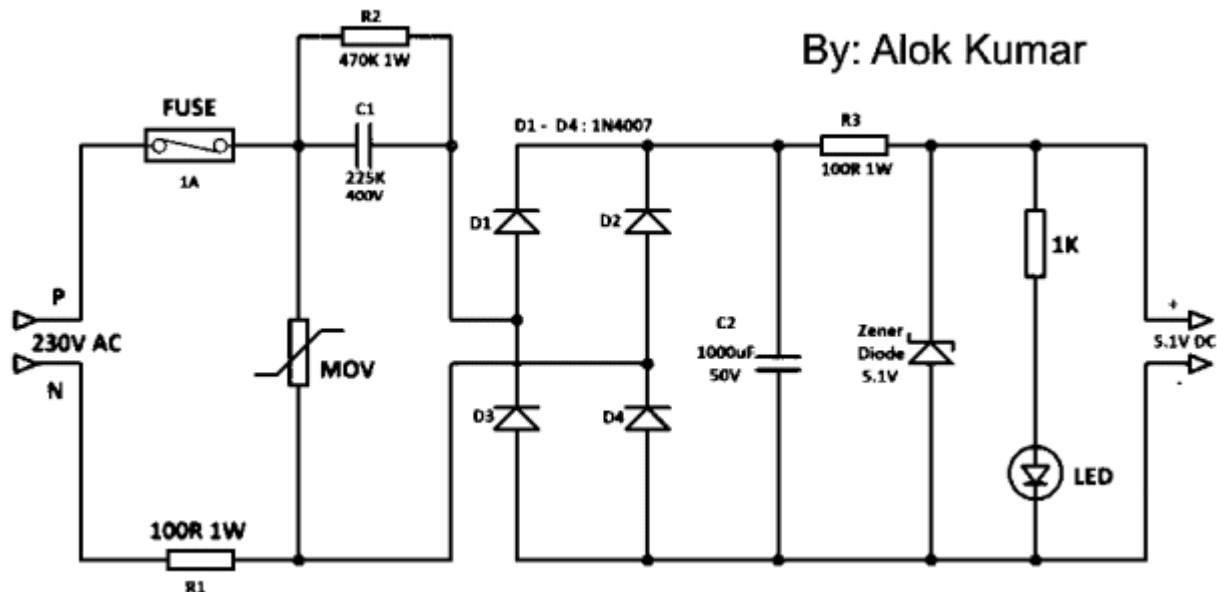 R2
470K 1W
By: Alok Kumar
FUSE
1A
C1
225K
400V
D1 - D4 : 1N4007
R3
100R 1W
D1
D2
1K
P
230V AC
N
MOV
C2
1000uF
50V
Zener
Diode
5.1V
+
5.1V DC
-
D3
D4
LED
100R 1W
R1